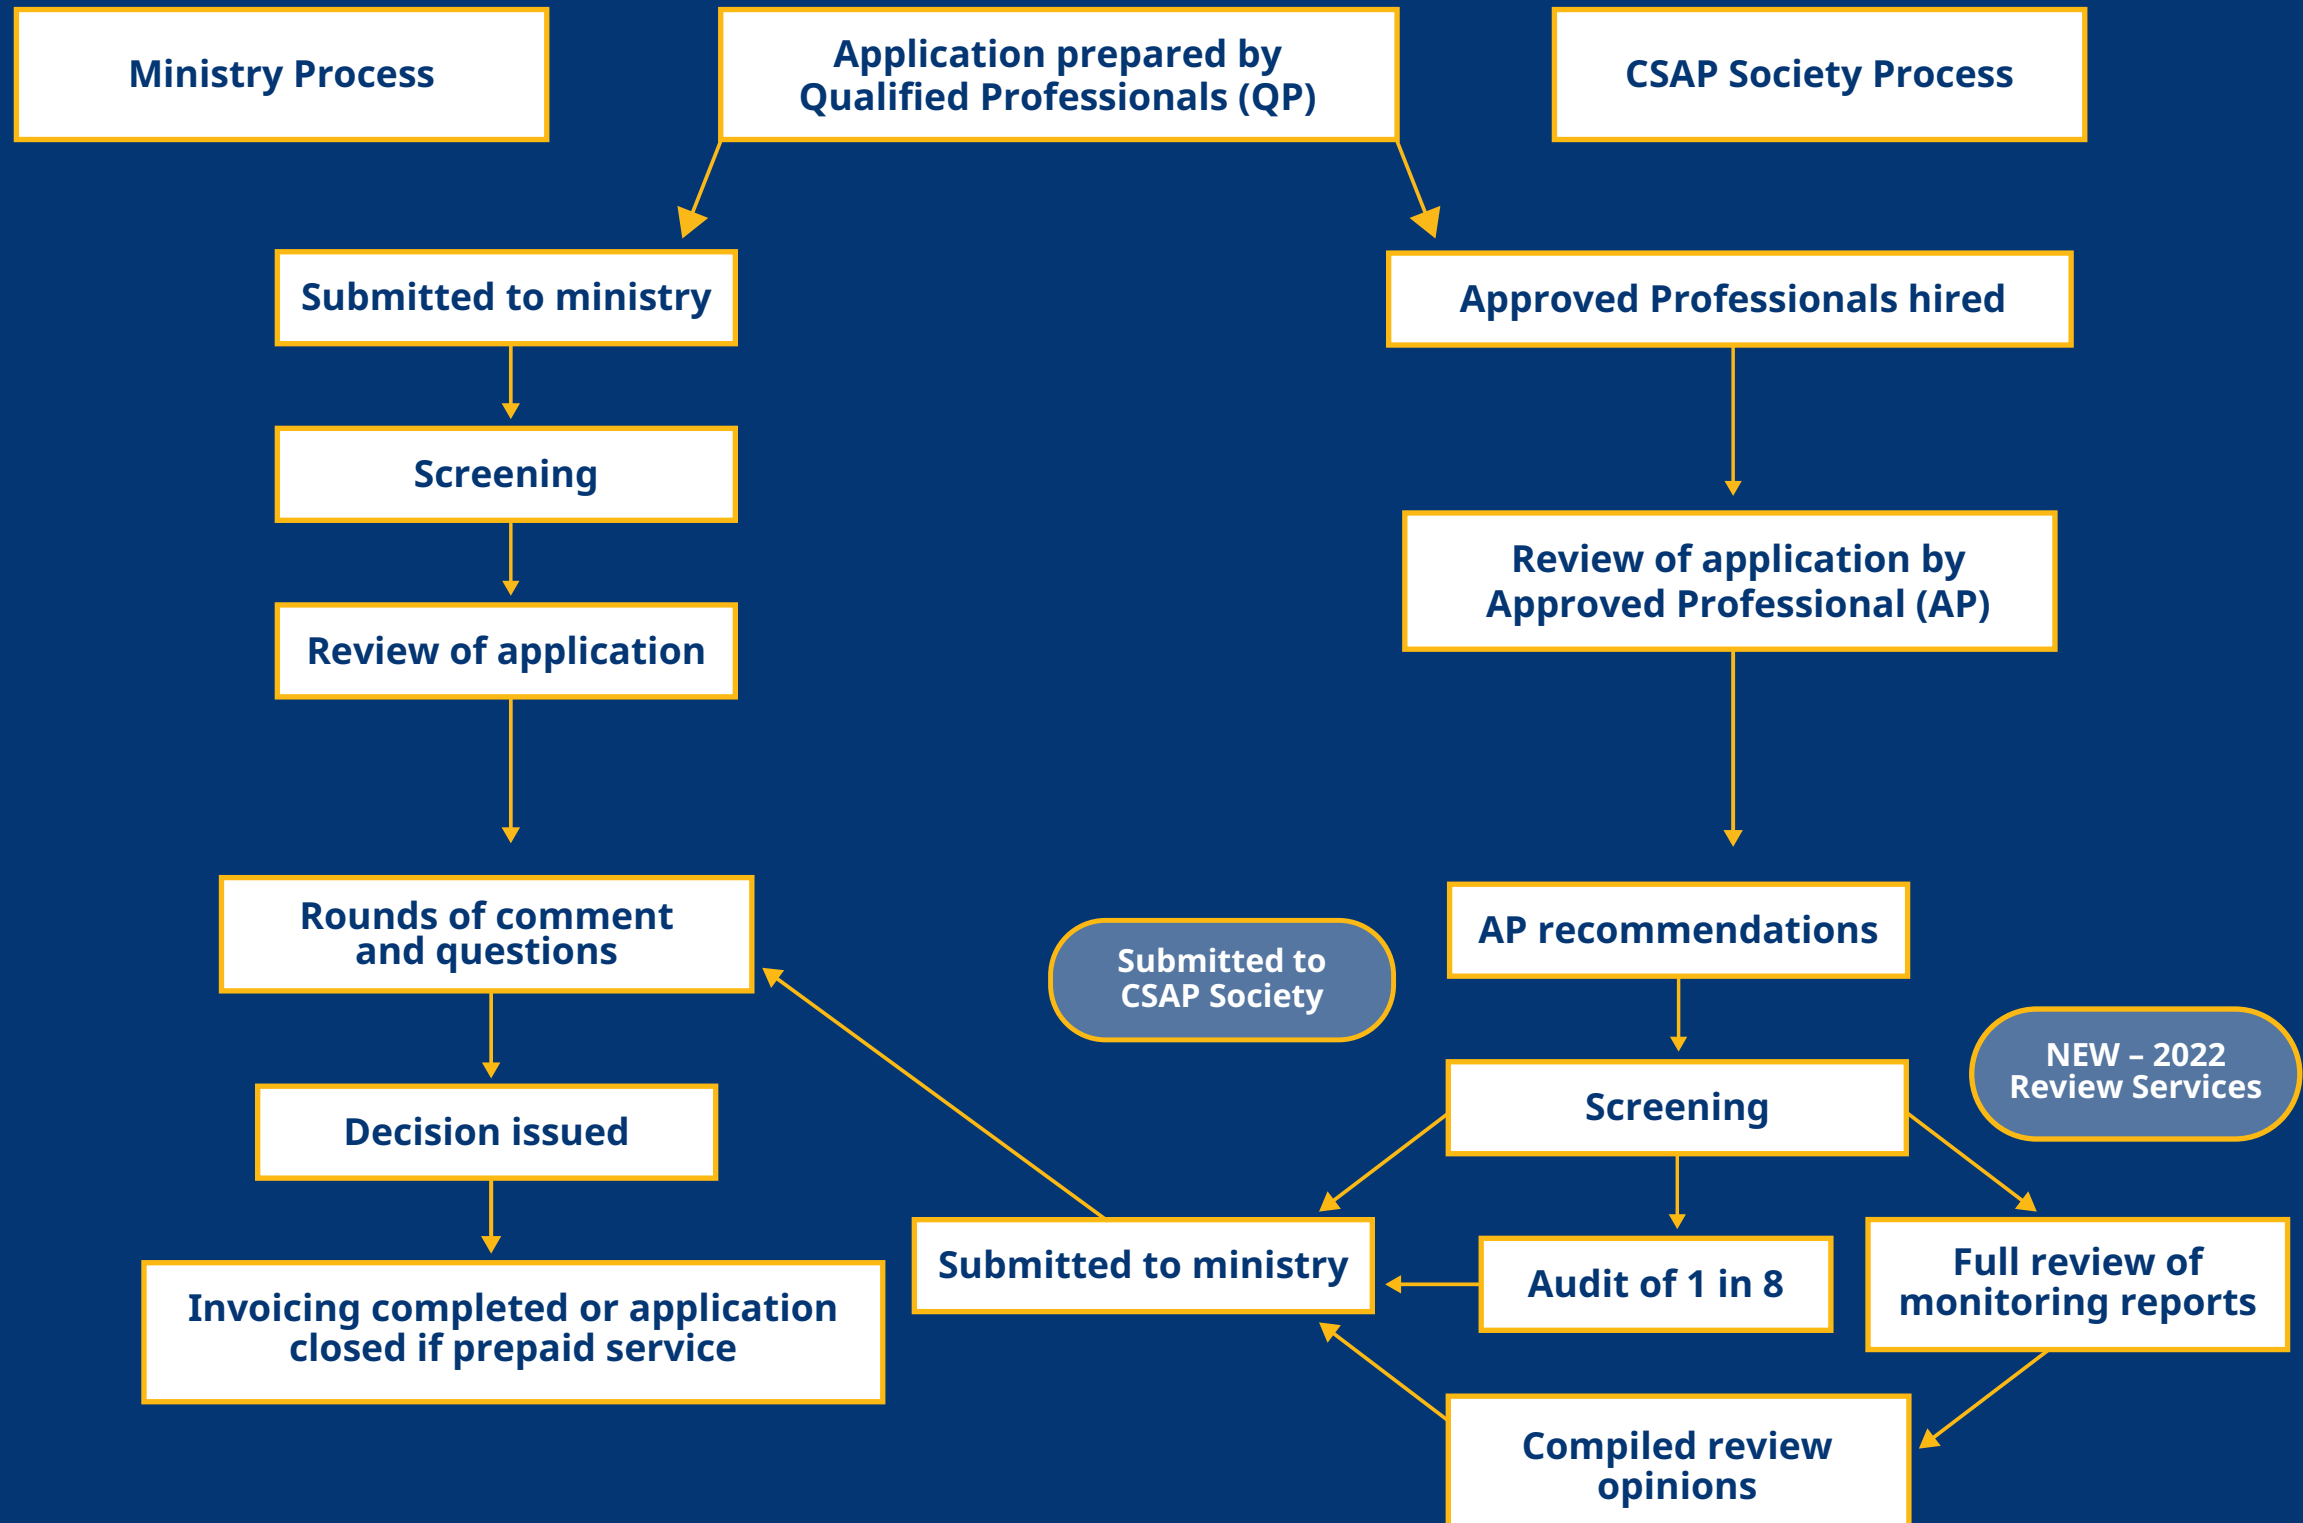 Ministry Process
Application prepared by
Qualified Professionals (QP)
CSAP Society Process
Submitted to ministry
Approved Professionals hired
Screening
Review of application by
Approved Professional (AP)
Review of application
Rounds of comment
and questions
Submitted to
CSAP Society
AP recommendations
NEW – 2022
Review Services
Decision issued
Screening
Submitted to ministry
Audit of 1 in 8
Full review of
monitoring reports
Invoicing completed or application
closed if prepaid service
Compiled review
opinions